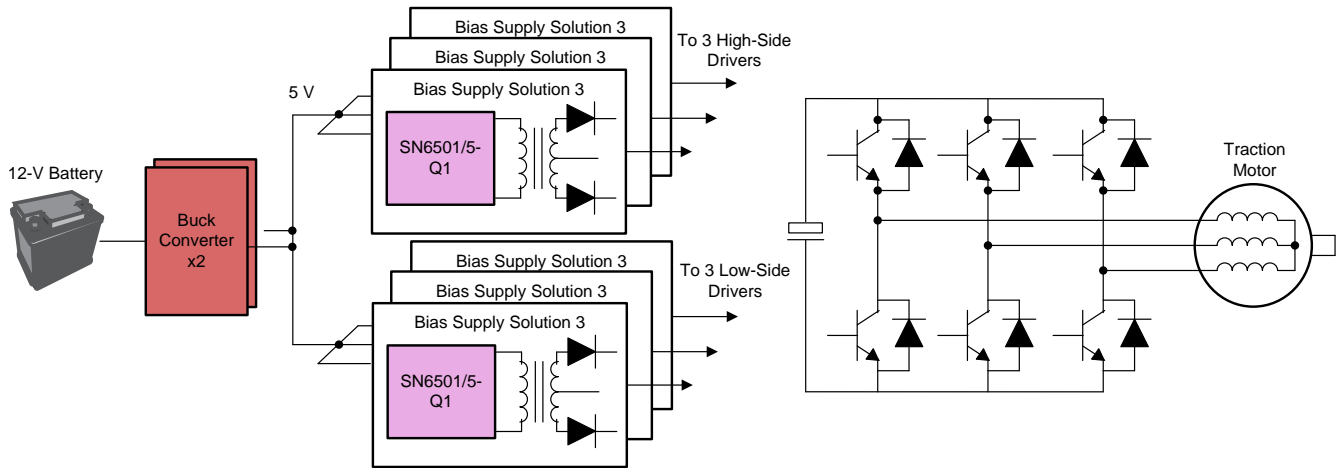 Bias Supply Solution 3
Bias Supply Solution 3
Bias Supply Solution 3
To 3 High-Side
Drivers
5 V
SN6501/5-
Q1
12-V Battery
Buck
Converter
x2
Traction
Motor
Bias Supply Solution 3
Bias Supply Solution 3
Bias Supply Solution 3
To 3 Low-Side
Drivers
SN6501/5-
Q1